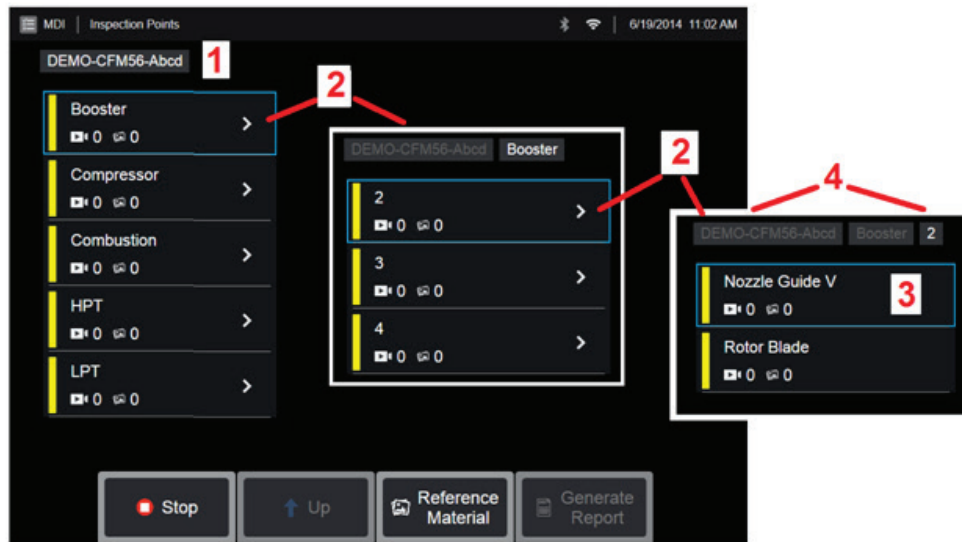 MDI | Inspection Points 6/19/2014 11:02 AM
DEMO-CFM56-Abcd 1
Booster
0 0
Compressor
0 0
Combustion
0 0
HPT
0 0
LPT
0 0
2
DEMO-CFM56-Abcd Booster
2
0 0
3
0 0
4
0 0
2
4
DEMO-CFM56-Abcd Booster 2
Nozzle Guide V
0 0
3
Rotor Blade
0 0
Stop
Up
Reference
Material
Generate
Report